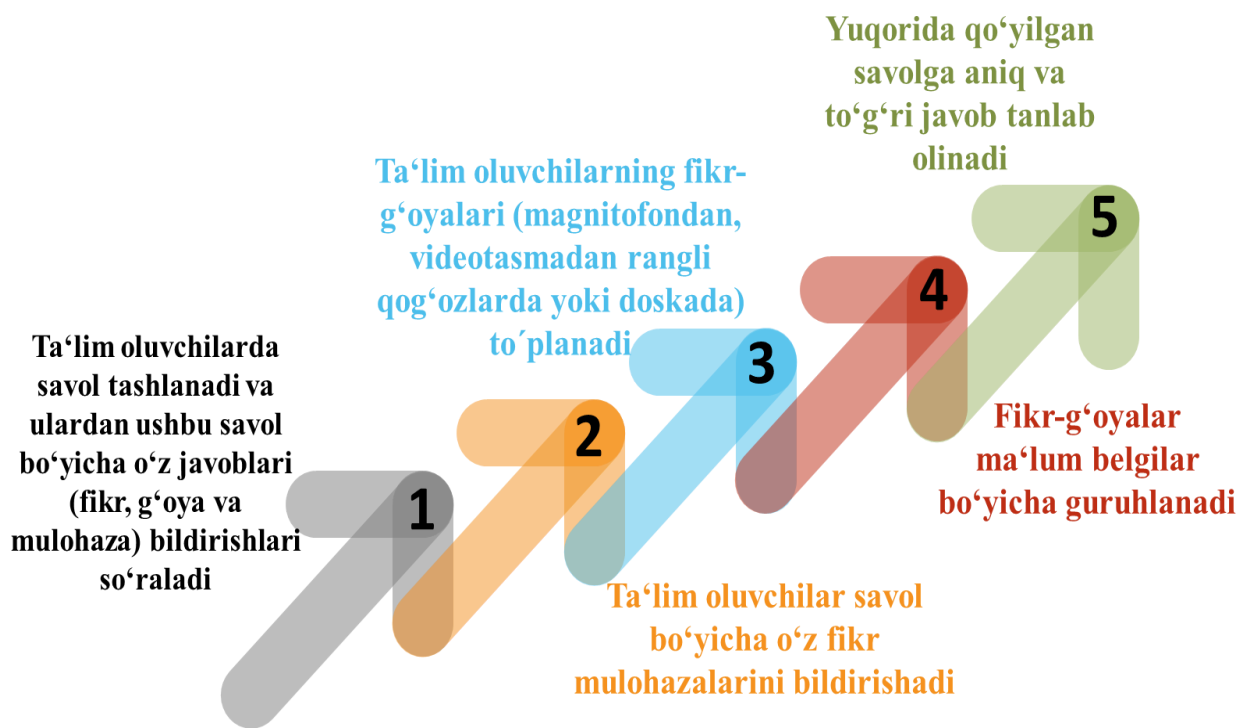 Ta‘lim oluvchilarda
savol tashlanadi va
ulardan ushbu savol
bo‘yicha o‘z javoblari
(fikr, g‘oya va
mulohaza) bildirishlari
so‘raladi
1
Ta‘lim oluvchilar savol
bo‘yicha o‘z fikr
mulohazalarini bildirishadi
2
Ta‘lim oluvchilarning fikr-
g‘oyalari (magnitofondan,
videotasmadan rangli
qog‘ozlarda yoki doskada)
to´planadi
3
Fikr-g‘oyalar
ma‘lum belgilar
bo‘yicha guruhlanadi
4
Yuqorida qo‘yilgan
savolga aniq va
to‘g‘ri javob tanlab
olinadi
5